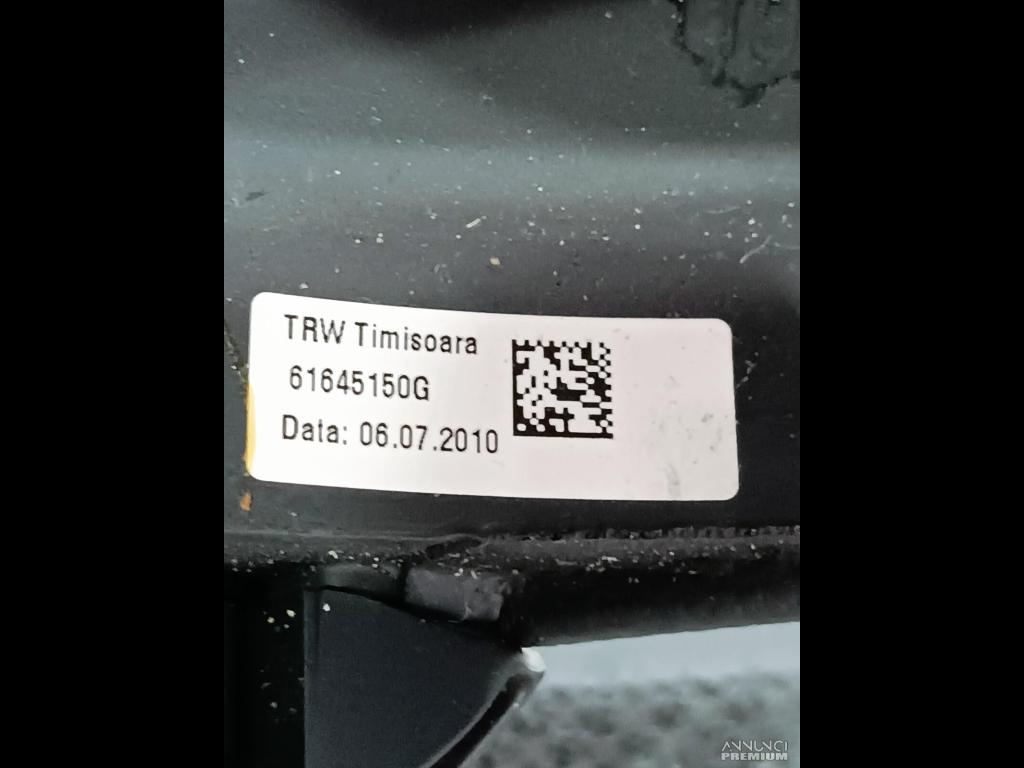 TRW Timisoara
61645150G
Data: 06.07.2010
ANNUNCI
PREMIUM